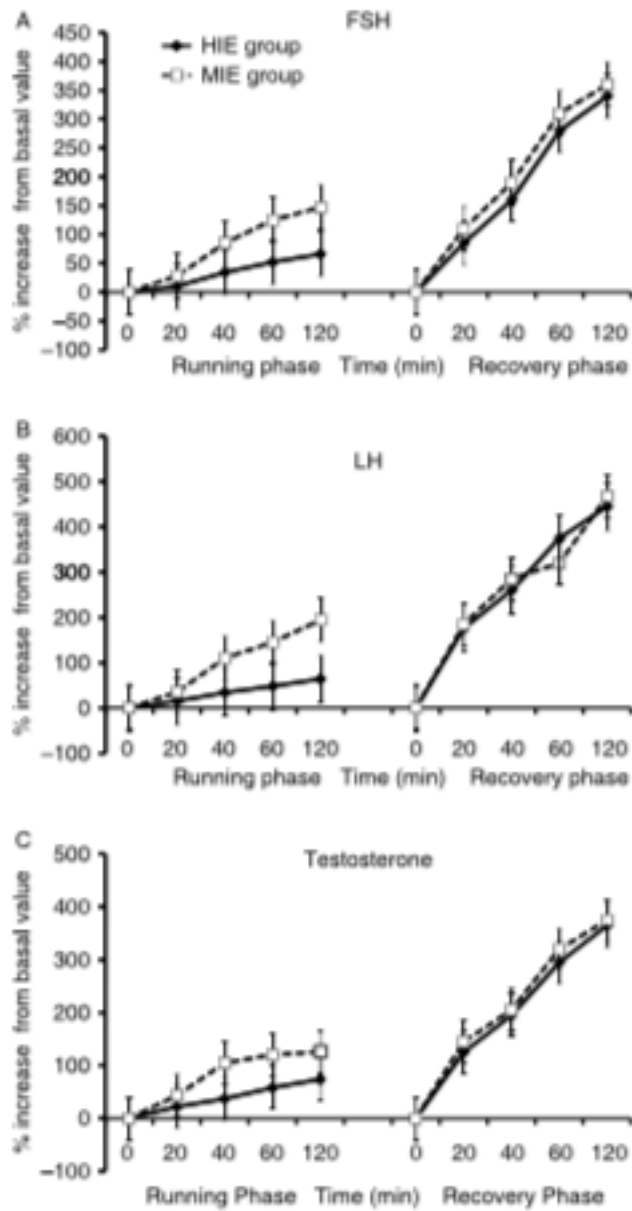 A
FSH
HIE group
MIE group
% increase from basal value
450
350
300
250
200
150
100
50
0
−50
−100
0 20 40 60 120 0 20 40 60 120
Running phase Time (min) Recovery phase
B
LH
% increase from basal value
600
500
400
300
200
100
0
−100
0 20 40 60 120 0 20 40 60 120
Running phase Time (min) Recovery phase
C
Testosterone
% increase from basal value
500
400
300
200
100
0
−100
0 20 40 60 120 0 20 40 60 120
Running Phase Time (min) Recovery Phase